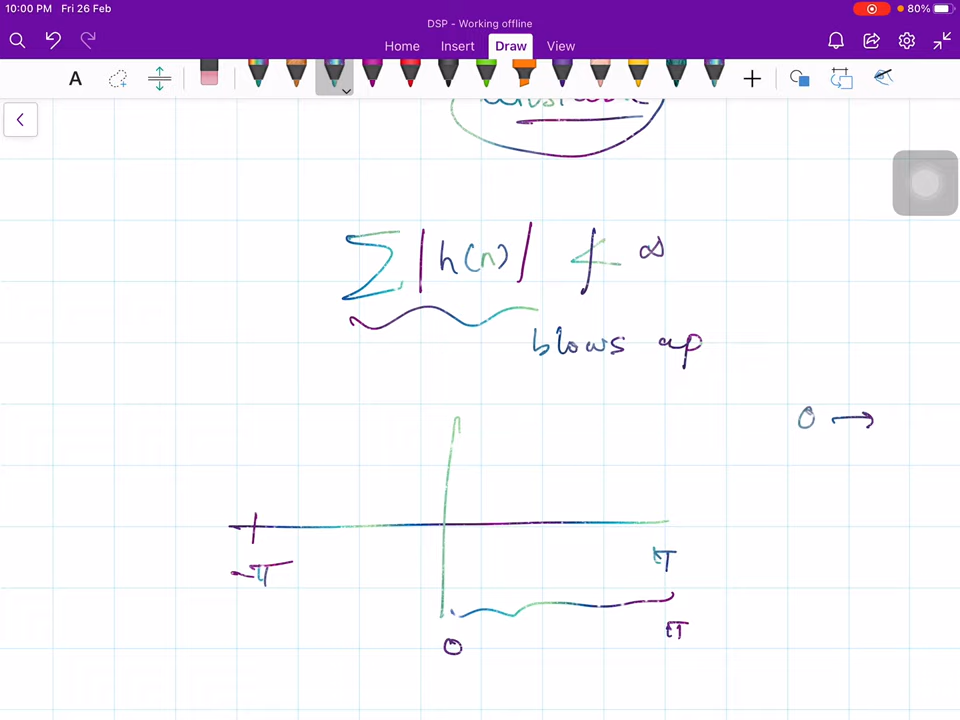 10:00 PM Fri 26 Feb
80%
DSP - Working offline
Home Insert Draw View
A
∑ |h(n)| ≮ ∞
blows up
0 →
-π π
0 π